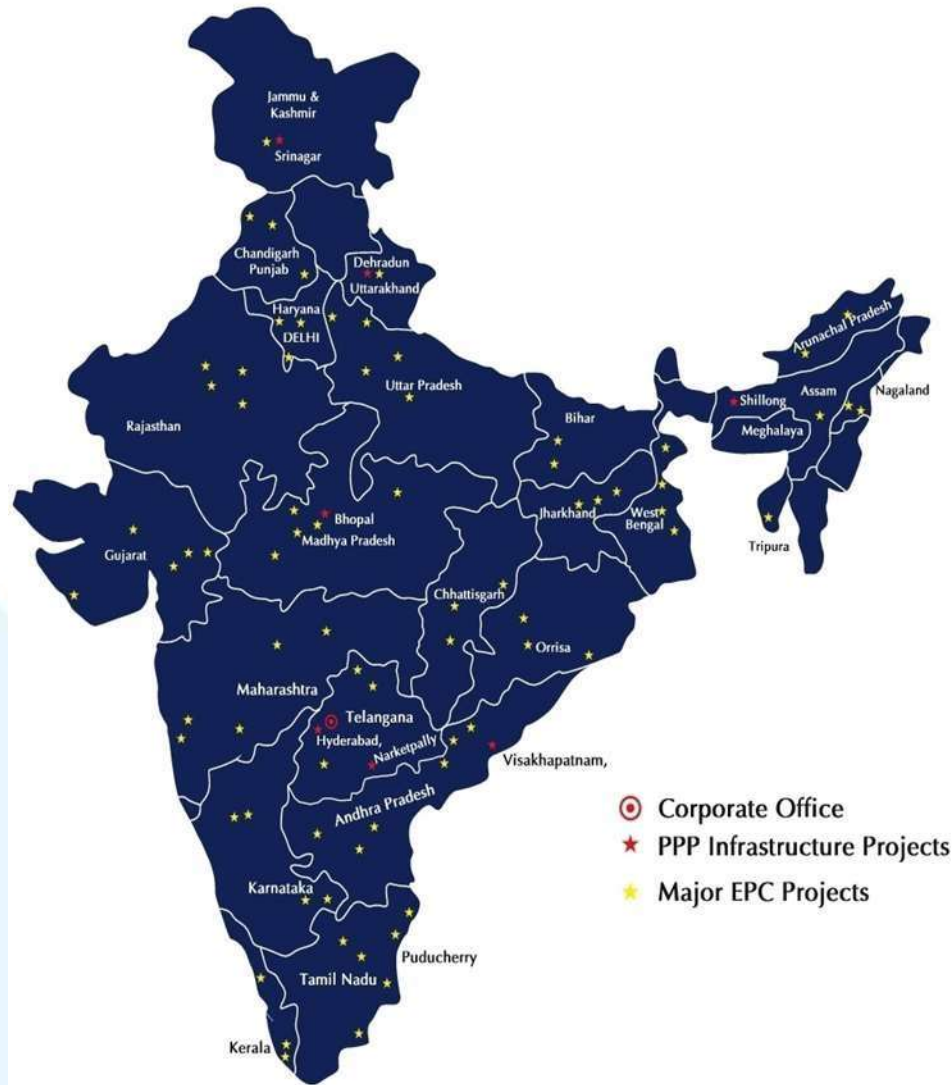 Jammu &
Kashmir
Srinagar
Chandigarh
Punjab
Dehradun
Uttarakhand
Haryana
DELHI
Arunachal Pradesh
Uttar Pradesh
Assam
Nagaland
Shillong
Rajasthan
Bihar
Meghalaya
Bhopal
Jharkhand
West
Bengal
Madhya Pradesh
Gujarat
Tripura
Chhattisgarh
Orrisa
Maharashtra
Telangana
Hyderabad,
Narketpally
Visakhapatnam,
Andhra Pradesh
Corporate Office
PPP Infrastructure Projects
Karnataka
Major EPC Projects
Puducherry
Tamil Nadu
Kerala